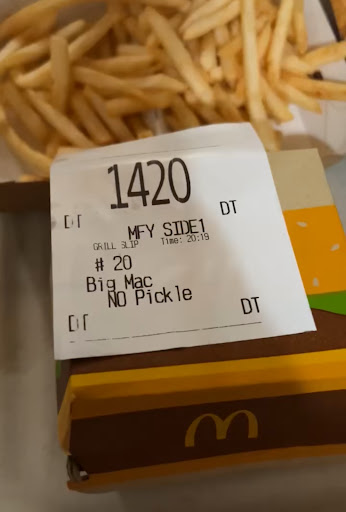 1420
DT DT
MFY SIDE1
GRILL SLIP Time: 20:19
# 20
Big Mac
NO Pickle
DT DT